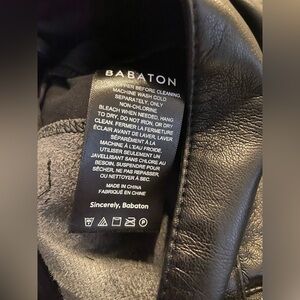 BABATON
CLOSE ZIPPER BEFORE CLEANING.
MACHINE WASH COLD
SEPARATELY, ONLY
NON-CHLORINE
BLEACH WHEN NEEDED, HANG
TO DRY, DO NOT IRON, OR DRY
CLEAN. FERMER LA FERMETURE
ÉCLAIR AVANT DE LAVER, LAVER
SÉPARÉMENT À LA
MACHINE À L'EAU FROIDE,
UTILISER SEULEMENT UN
JAVELLISANT SANS CHLORE AU
BESOIN, SUSPENDRE POUR
SÉCHER, NE PAS REPASSER,
OU NETTOYER À SEC.
MADE IN CHINA
FABRIQUÉ EN CHINE
Sincerely, Babaton